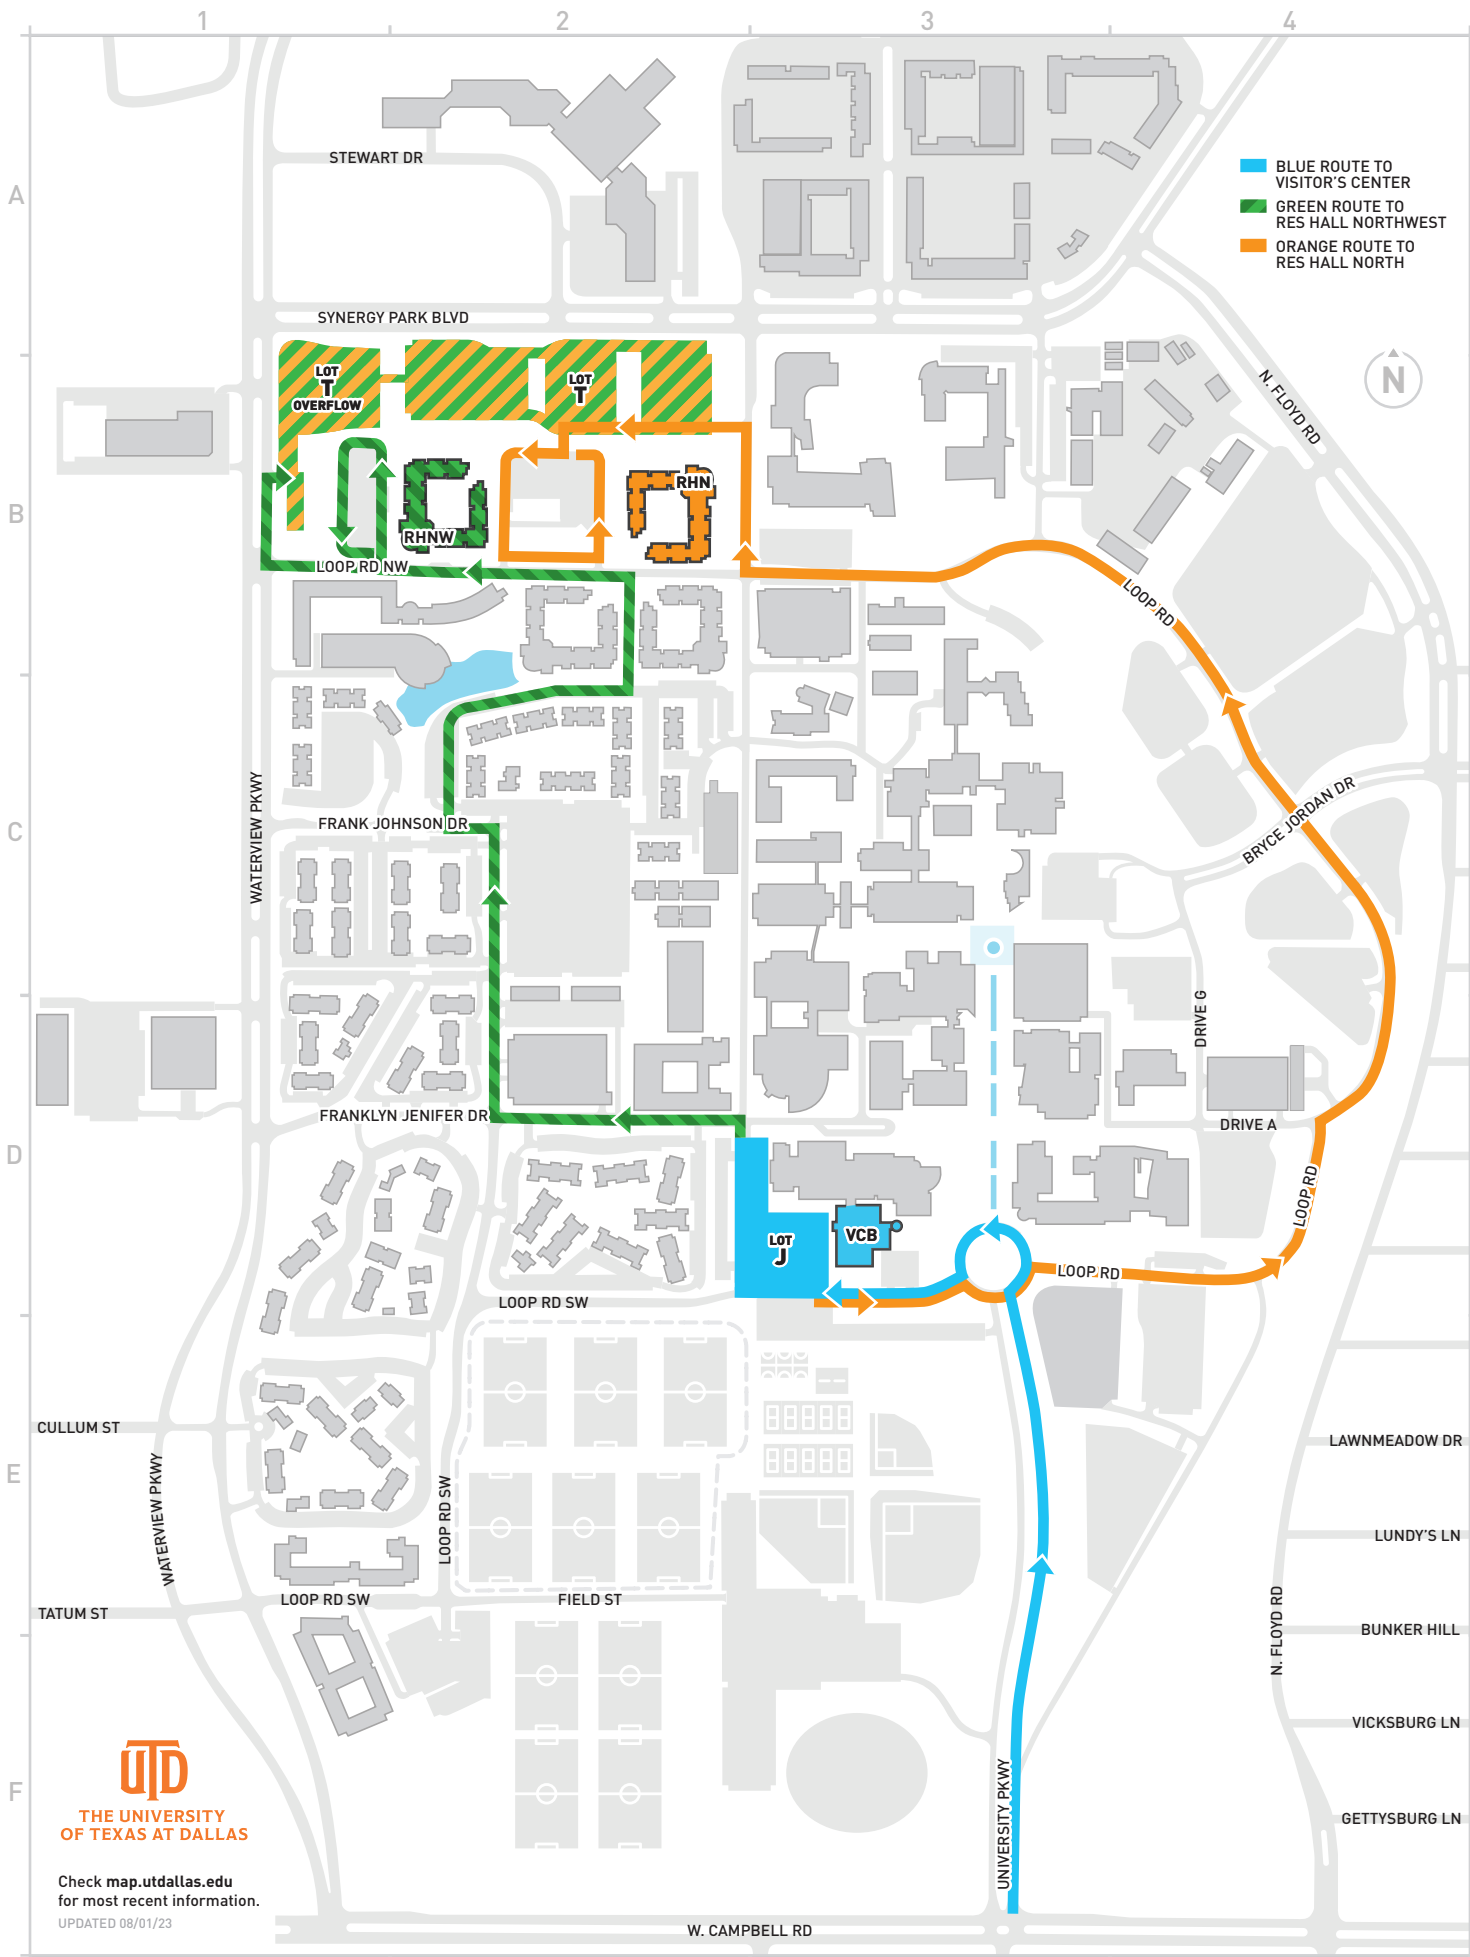 1
2
3
4
A
B
C
D
E
F
BLUE ROUTE TO
VISITOR'S CENTER
GREEN ROUTE TO
RES HALL NORTHWEST
ORANGE ROUTE TO
RES HALL NORTH
STEWART DR
SYNERGY PARK BLVD
LOT
T
OVERFLOW
LOT
T
N
N. FLOYD RD
RHN
RHNW
LOOP RD NW
LOOP RD
WATERVIEW PKWY
FRANK JOHNSON DR
BRYCE JORDAN DR
DRIVE G
FRANKLYN JENIFER DR
DRIVE A
LOOP RD
LOT
J
VCB
LOOP RD
LOOP RD SW
CULLUM ST
LAWNMEADOW DR
WATERVIEW PKWY
LOOP RD SW
LUNDY'S LN
LOOP RD SW
FIELD ST
TATUM ST
N. FLOYD RD
BUNKER HILL
VICKSBURG LN
UNIVERSITY PKWY
GETTYSBURG LN
UTD
THE UNIVERSITY
OF TEXAS AT DALLAS
Check map.utdallas.edu
for most recent information.
UPDATED 08/01/23
W. CAMPBELL RD